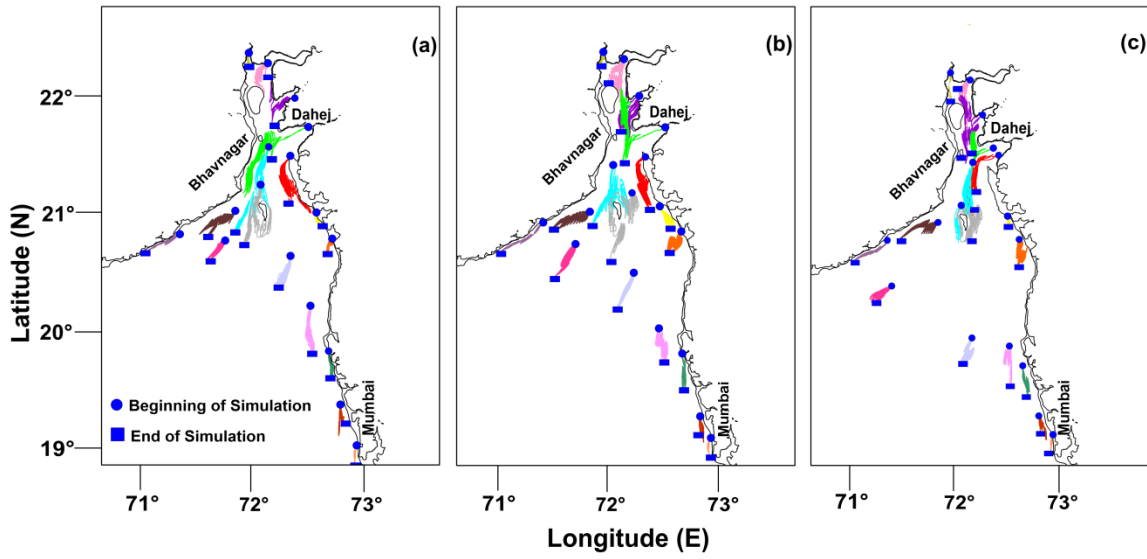 (a)
(b)
(c)
22°
21°
20°
19°
Latitude (N)
Dahej
Bhavnagar
Mumbai
Dahej
Bhavnagar
Mumbai
Dahej
Bhavnagar
Mumbai
Beginning of Simulation
End of Simulation
71°
72°
73°
71°
72°
73°
71°
72°
73°
Longitude (E)